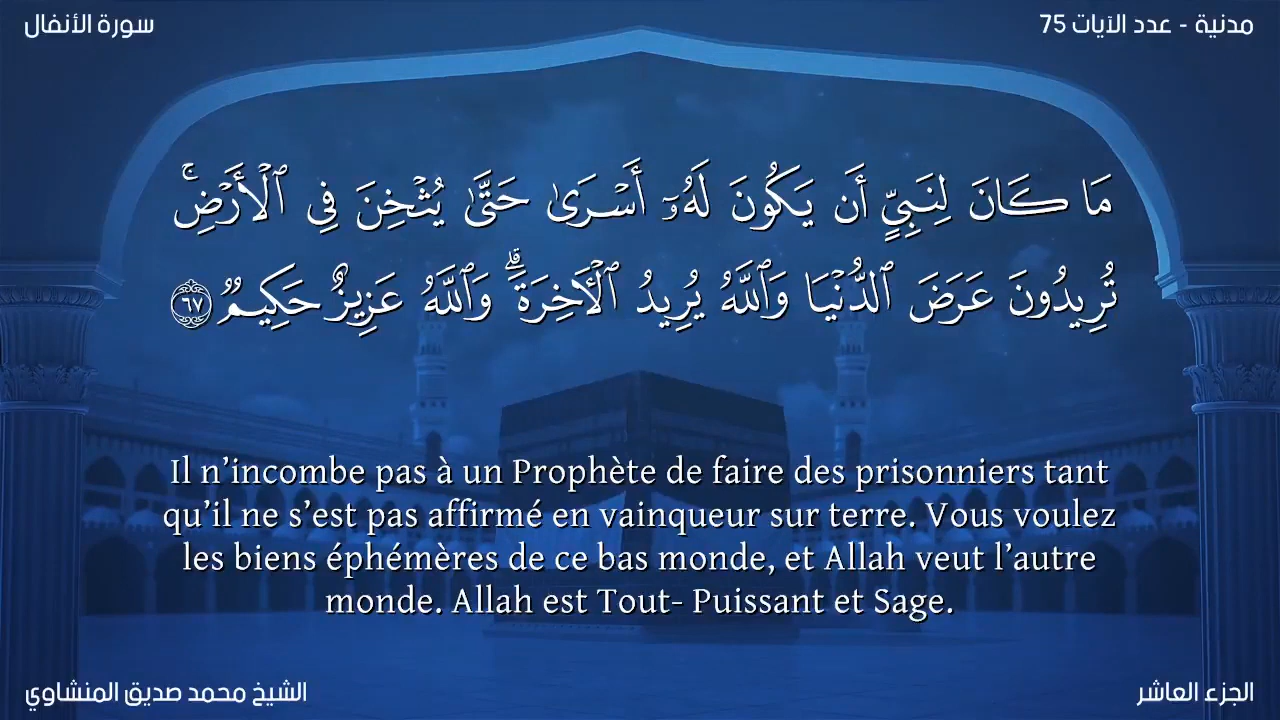 سورة الأنفال
مدنية - عدد الآيات 75
مَا كَانَ لِنَبِيٍّ أَن يَكُونَ لَهُۥٓ أَسۡرَىٰ حَتَّىٰ يُثۡخِنَ فِي ٱلۡأَرۡضِۚ
تُرِيدُونَ عَرَضَ ٱلدُّنۡيَا وَٱللَّهُ يُرِيدُ ٱلۡأٓخِرَةَۗ وَٱللَّهُ عَزِيزٌ حَكِيمٞ ٦٧
Il n’incombe pas à un Prophète de faire des prisonniers tant
qu’il ne s’est pas affirmé en vainqueur sur terre. Vous voulez
les biens éphémères de ce bas monde, et Allah veut l’autre
monde. Allah est Tout- Puissant et Sage.
الشيخ محمد صديق المنشاوي
الجزء العاشر